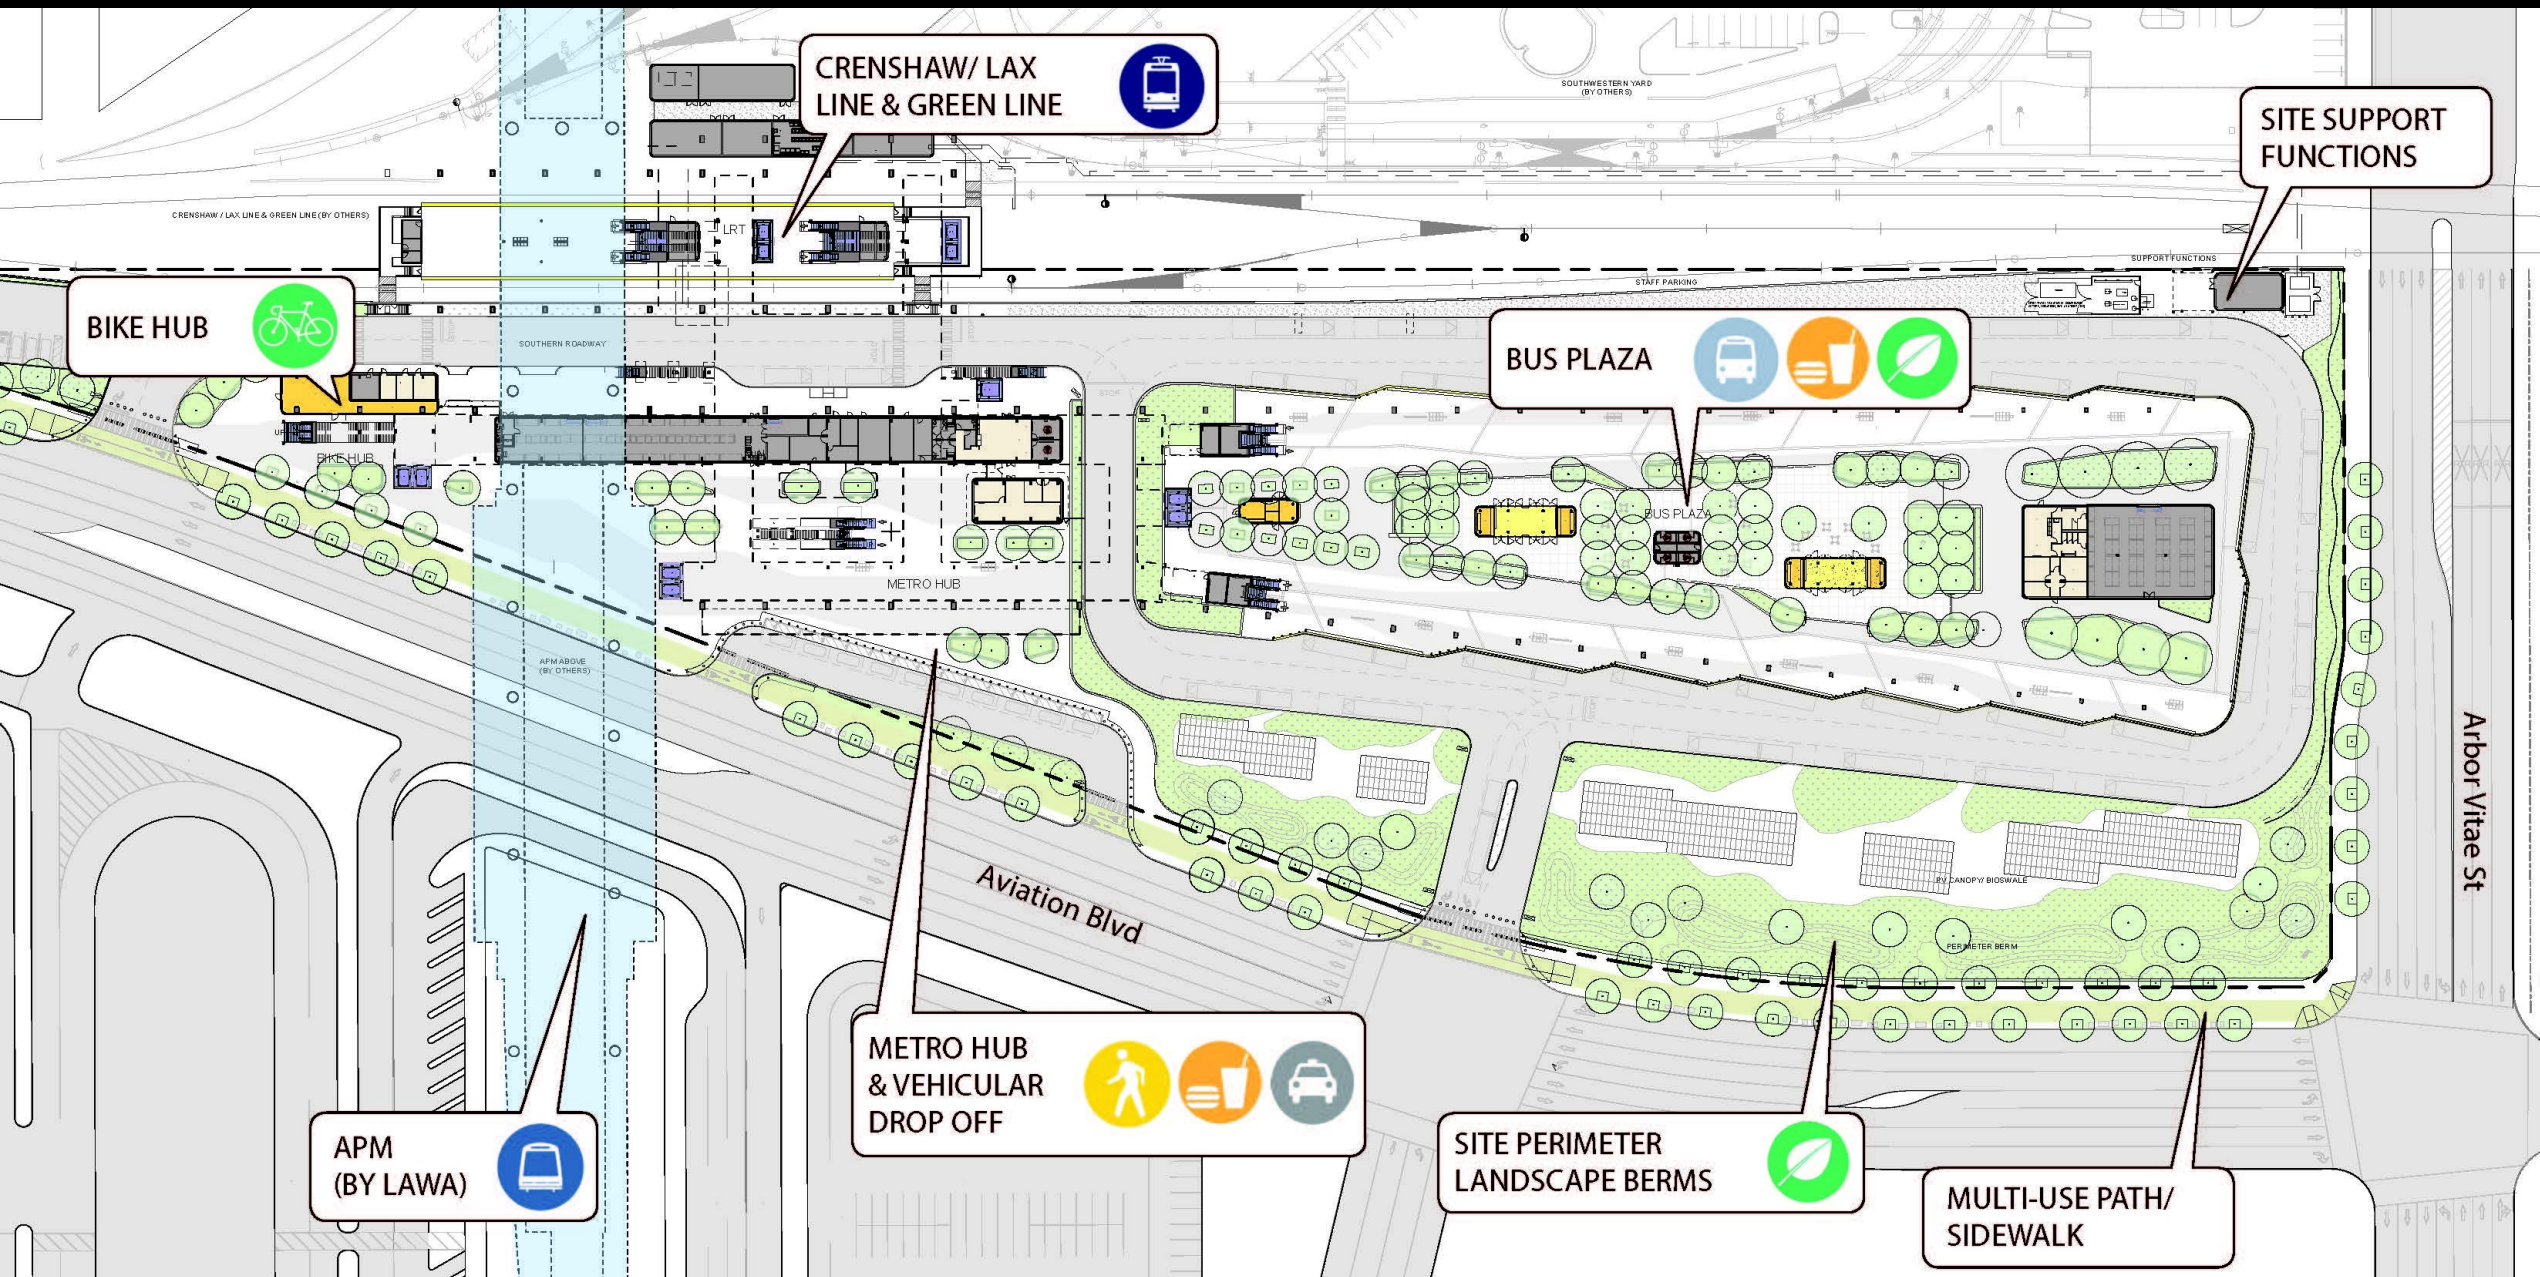 CRENSHAW/ LAX
LINE & GREEN LINE
SOUTHWESTERN YARD
(BY OTHERS)
SITE SUPPORT
FUNCTIONS
CRENSHAW / LAX LINE & GREEN LINE (BY OTHERS)
LRT
SUPPORT FUNCTIONS
STAFF PARKING
BIKE HUB
SOUTHERN ROADWAY
BUS PLAZA
STOP
UP
BIKE HUB
BUS PLAZA
METRO HUB
APM ABOVE
(BY OTHERS)
Arbor Vitae St
Aviation Blvd
PV CANOPY/ BIOSWALE
PERIMETER BERM
METRO HUB
& VEHICULAR
DROP OFF
APM
(BY LAWA)
SITE PERIMETER
LANDSCAPE BERMS
MULTI-USE PATH/
SIDEWALK